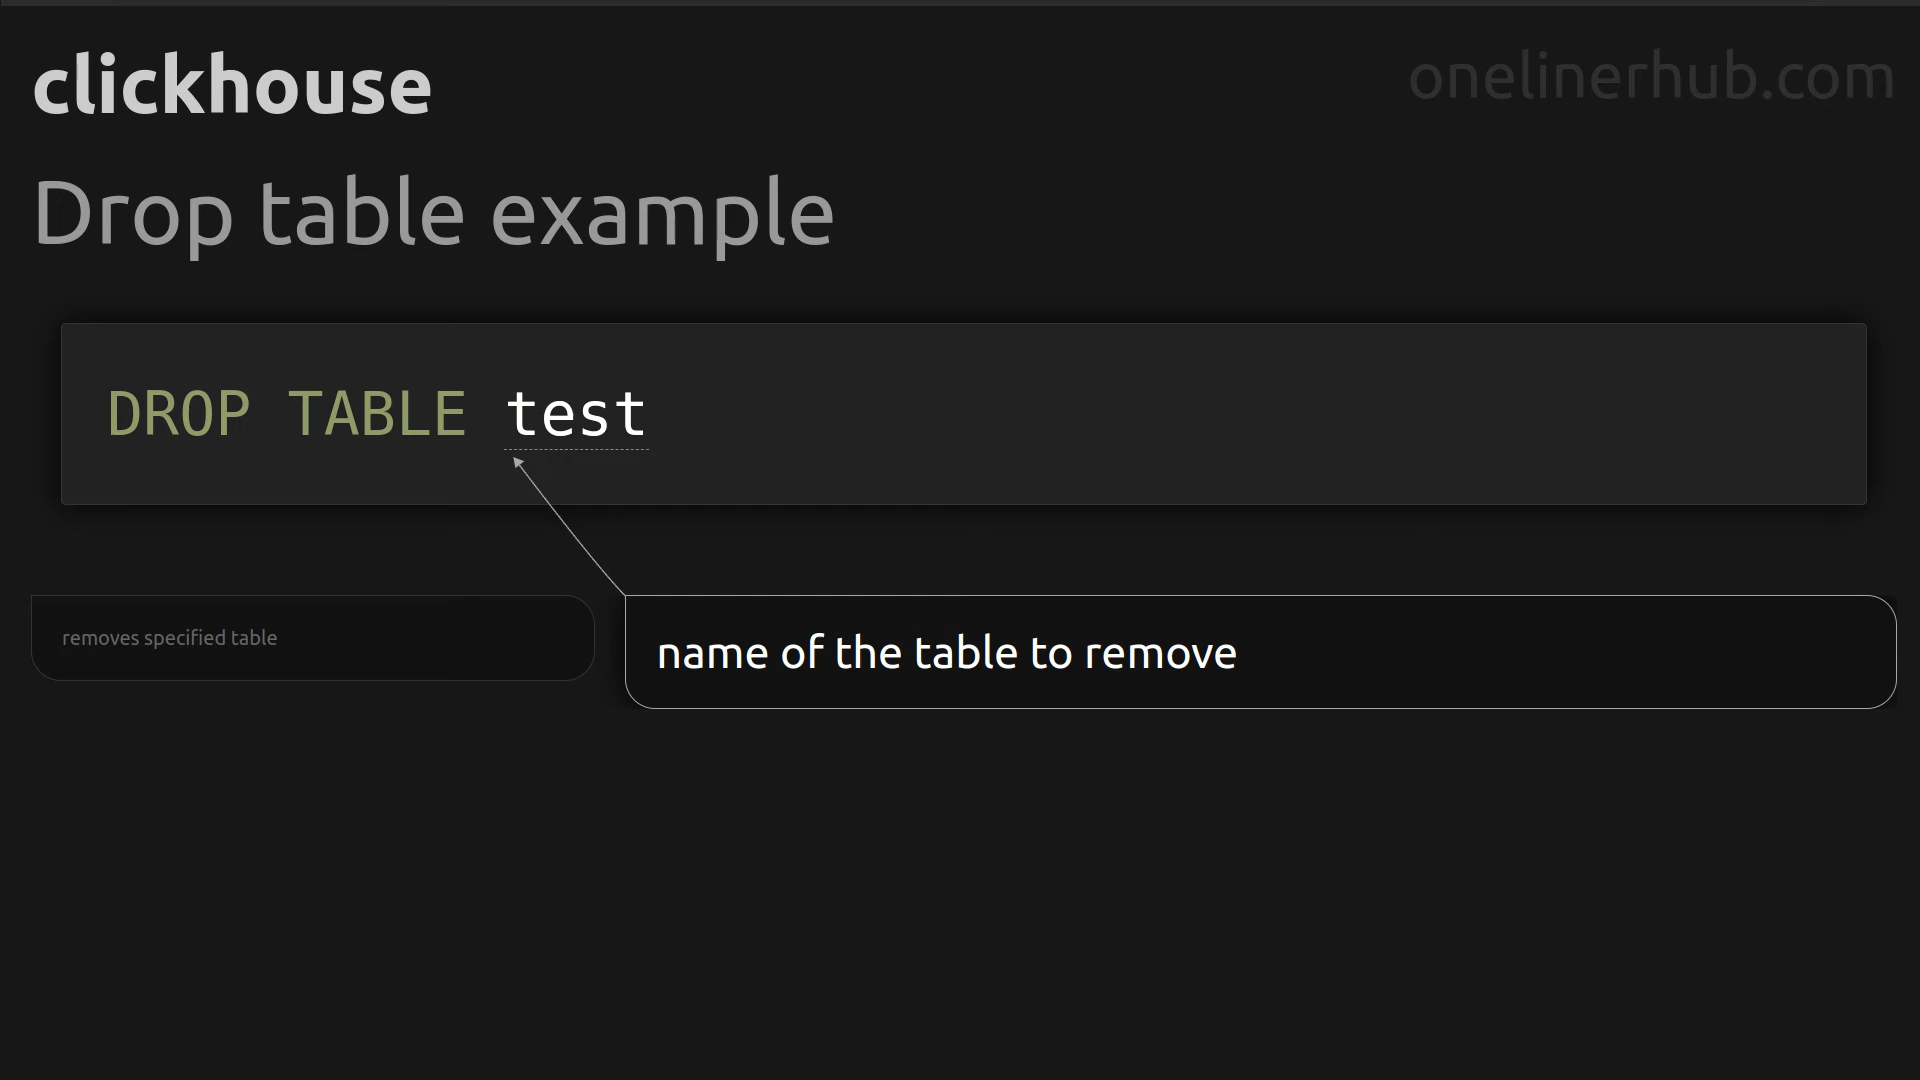 clickhouse
onelinerhub.com
Drop table example
DROP TABLE test
removes specified table
name of the table to remove